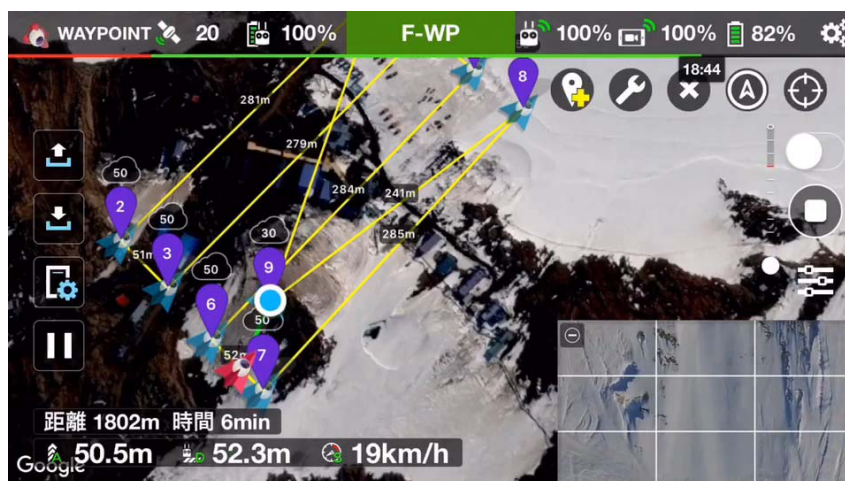 WAYPOINT 20 100% F-WP 100% 100% 82%
18:44
8
281m
279m
50
2
50
284m
241m
3
30
285m
51m
50
9
6
50
52m
7
距離 1802m 時間 6min
A 50.5m D 52.3m S 19km/h
Google